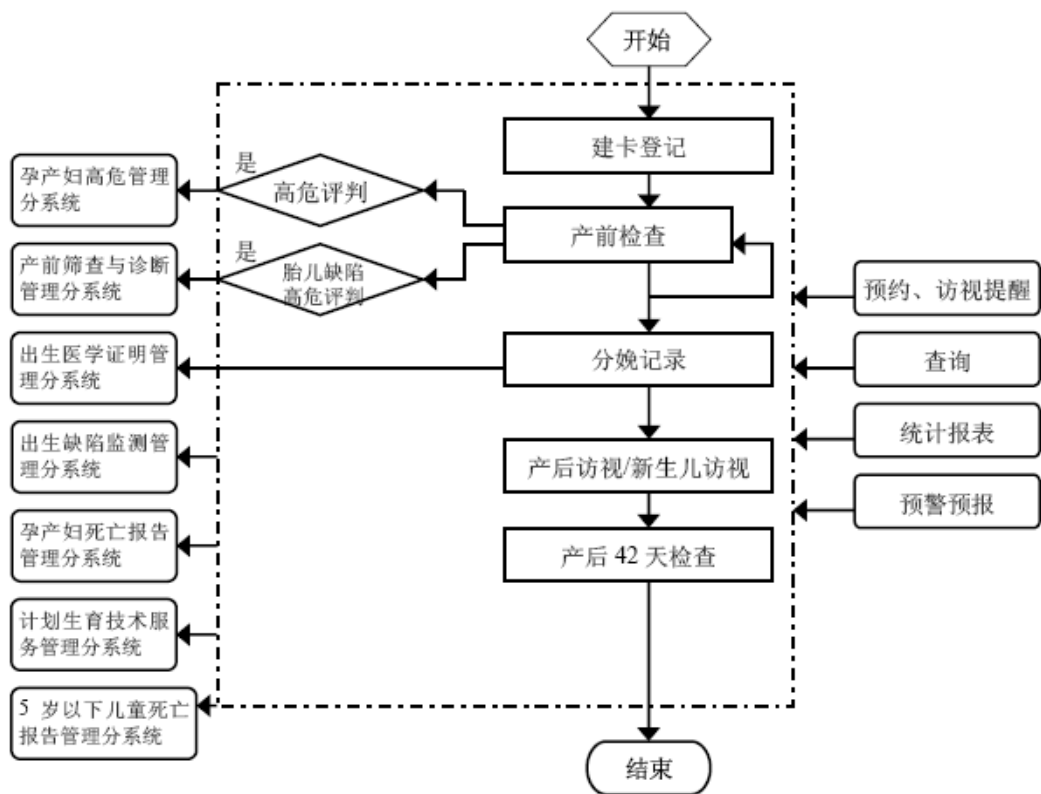 开始
建卡登记
是
高危评判
孕产妇高危管理
分系统
产前检查
是
胎儿缺陷
高危评判
产前筛查与诊断
管理分系统
预约、访视提醒
出生医学证明管
理分系统
分娩记录
查询
统计报表
出生缺陷监测管
理分系统
产后访视/新生儿访视
预警预报
孕产妇死亡报告
管理分系统
产后 42 天检查
计划生育技术服
务管理分系统
5 岁以下儿童死亡
报告管理分系统
结束